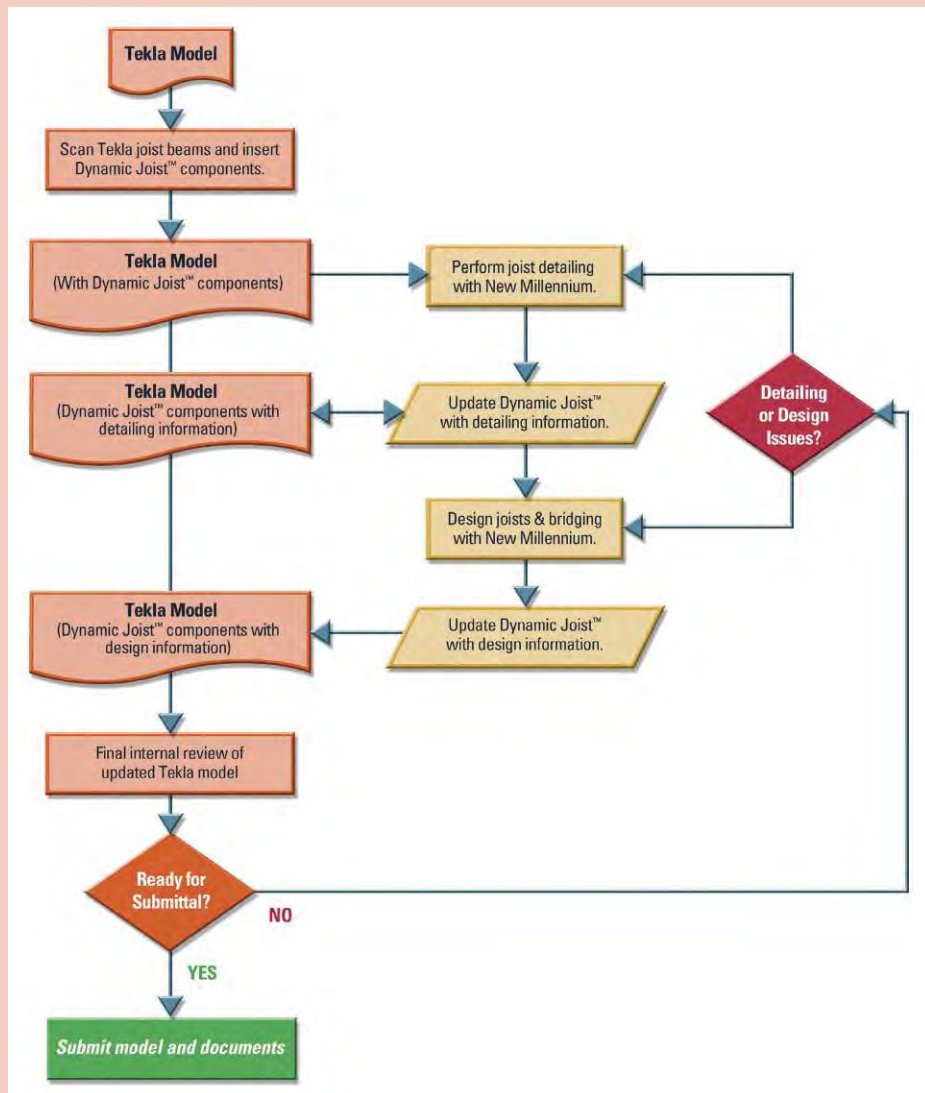 Tekla Model
Scan Tekla joist beams and insert
Dynamic Joist™ components.
Tekla Model
(With Dynamic Joist™ components)
Perform joist detailing
with New Millennium.
Tekla Model
(Dynamic Joist™ components with
detailing information)
Update Dynamic Joist™
with detailing information.
Detailing
or Design
Issues?
Design joists & bridging
with New Millennium.
Tekla Model
(Dynamic Joist™ components with
design information)
Update Dynamic Joist™
with design information.
Final internal review of
updated Tekla model
Ready for
Submittal?
NO
YES
Submit model and documents